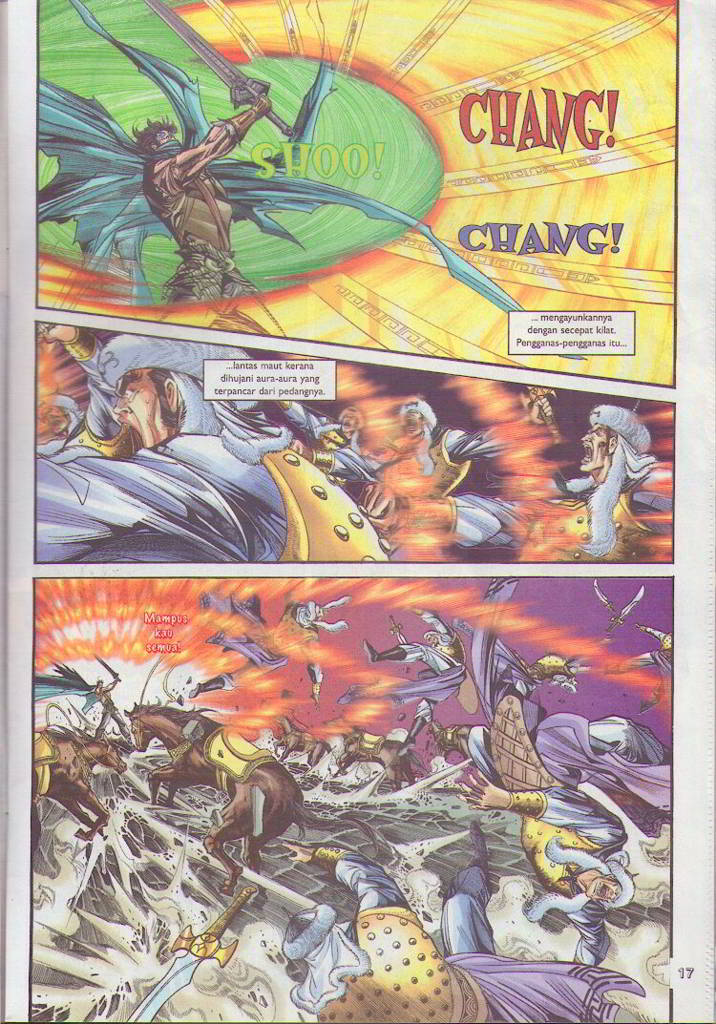 CHANG!
SHOO!
CHANG!
... mengayunkannya
dengan secepat kilat.
Pengganas-pengganas itu...
...lantas maut kerana
dihujani aura-aura yang
terpancar dari pedangnya.
Mampus
kau
semua!
17